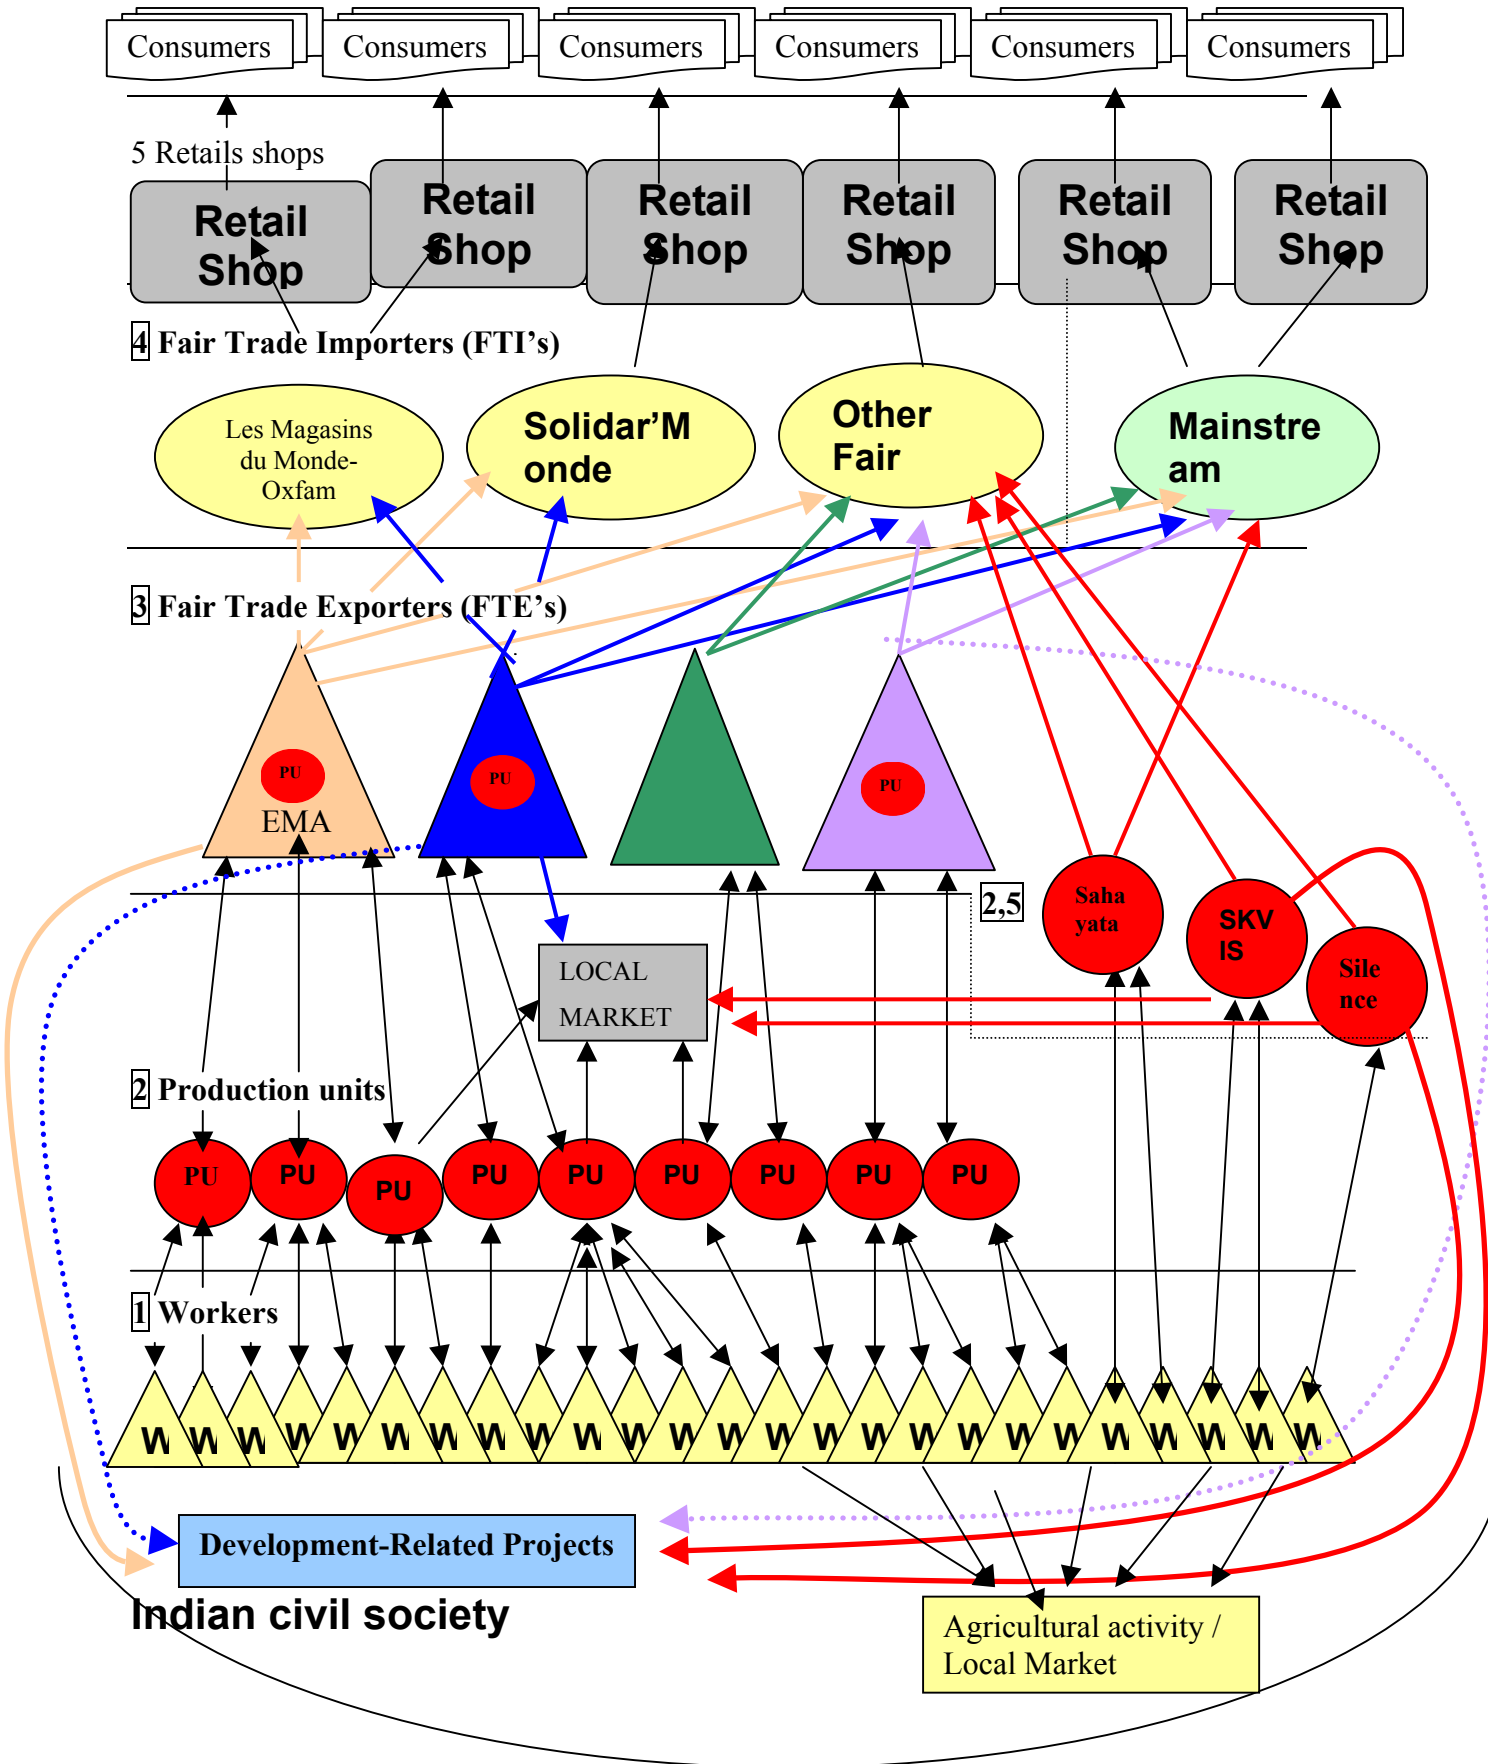 Consumers Consumers Consumers Consumers Consumers Consumers
5 Retails shops
Retail
Shop
Retail
Shop
Retail
Shop
Retail
Shop
Retail
Shop
Retail
Shop
4 Fair Trade Importers (FTI’s)
Les Magasins
du Monde-
Oxfam
Solidar’M
onde
Other
Fair
Mainstre
am
3 Fair Trade Exporters (FTE’s)
PU
EMA
PU
PU
2,5
Saha
yata
SKV
IS
Sile
nce
LOCAL
MARKET
2 Production units
PU PU PU PU PU PU PU PU PU
1 Workers
W W W W W W W W W W W W W W W W W W W W W W W W W
Development-Related Projects
Indian civil society
Agricultural activity /
Local Market